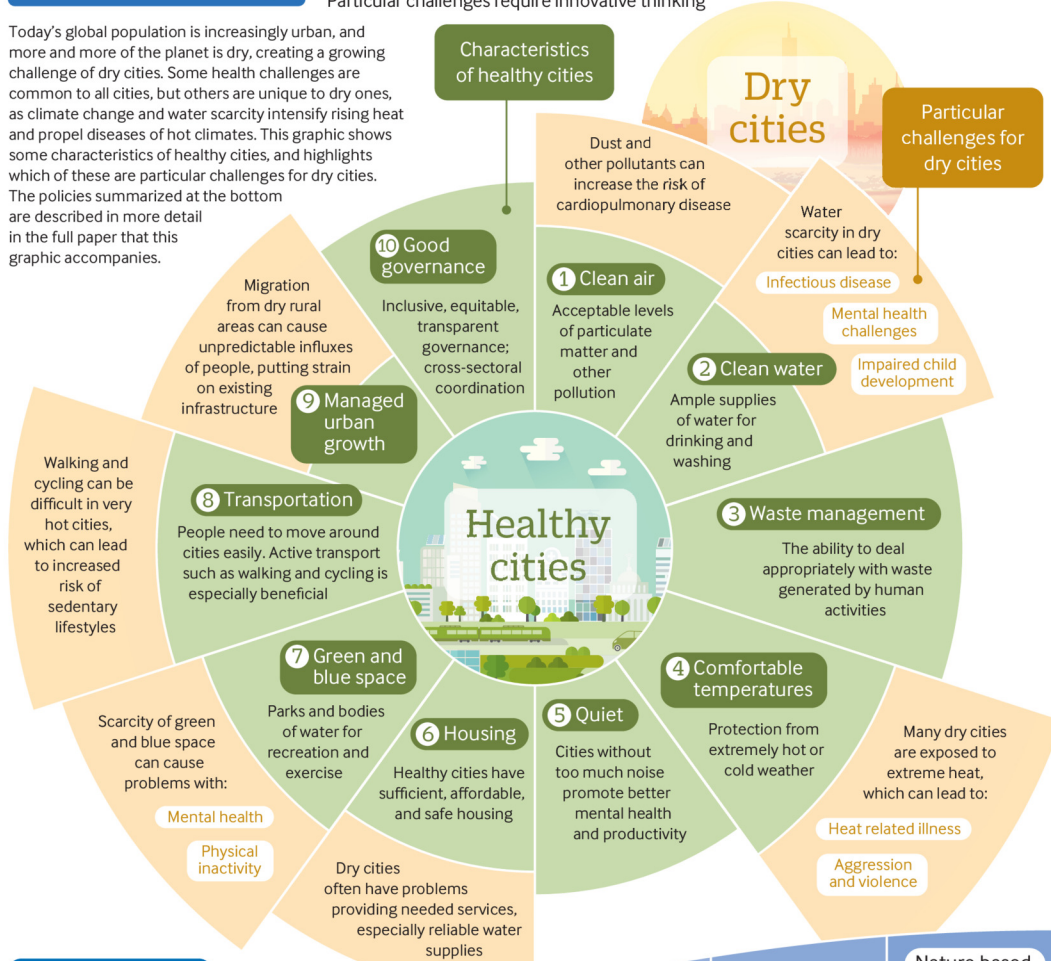 Particular challenges require innovative thinking
Today's global population is increasingly urban, and
more and more of the planet is dry, creating a growing
challenge of dry cities. Some health challenges are
common to all cities, but others are unique to dry ones,
as climate change and water scarcity intensify rising heat
and propel diseases of hot climates. This graphic shows
some characteristics of healthy cities, and highlights
which of these are particular challenges for dry cities.
The policies summarized at the bottom
are described in more detail
in the full paper that this
graphic accompanies.
Characteristics
of healthy cities
Dry
cities
Particular
challenges for
dry cities
Healthy
cities
1 Clean air
Acceptable levels
of particulate
matter and
other
pollution
Dust and
other pollutants can
increase the risk of
cardiopulmonary disease
2 Clean water
Ample supplies
of water for
drinking and
washing
Water
scarcity in dry
cities can lead to:
Infectious disease
Mental health
challenges
Impaired child
development
3 Waste management
The ability to deal
appropriately with waste
generated by human
activities
4 Comfortable
temperatures
Protection from
extremely hot or
cold weather
Many dry cities
are exposed to
extreme heat,
which can lead to:
Heat related illness
Aggression
and violence
5 Quiet
Cities without
too much noise
promote better
mental health
and productivity
6 Housing
Healthy cities have
sufficient, affordable,
and safe housing
Dry cities
often have problems
providing needed services,
especially reliable water
supplies
7 Green and
blue space
Parks and bodies
of water for
recreation and
exercise
Scarcity of green
and blue space
can cause
problems with:
Mental health
Physical
inactivity
8 Transportation
People need to move around
cities easily. Active transport
such as walking and cycling is
especially beneficial
Walking and
cycling can be
difficult in very
hot cities,
which can lead
to increased
risk of
sedentary
lifestyles
9 Managed
urban
growth
Migration
from dry rural
areas can cause
unpredictable influxes
of people, putting strain
on existing
infrastructure
10 Good
governance
Inclusive, equitable,
transparent
governance;
cross-sectoral
coordination
Nature based